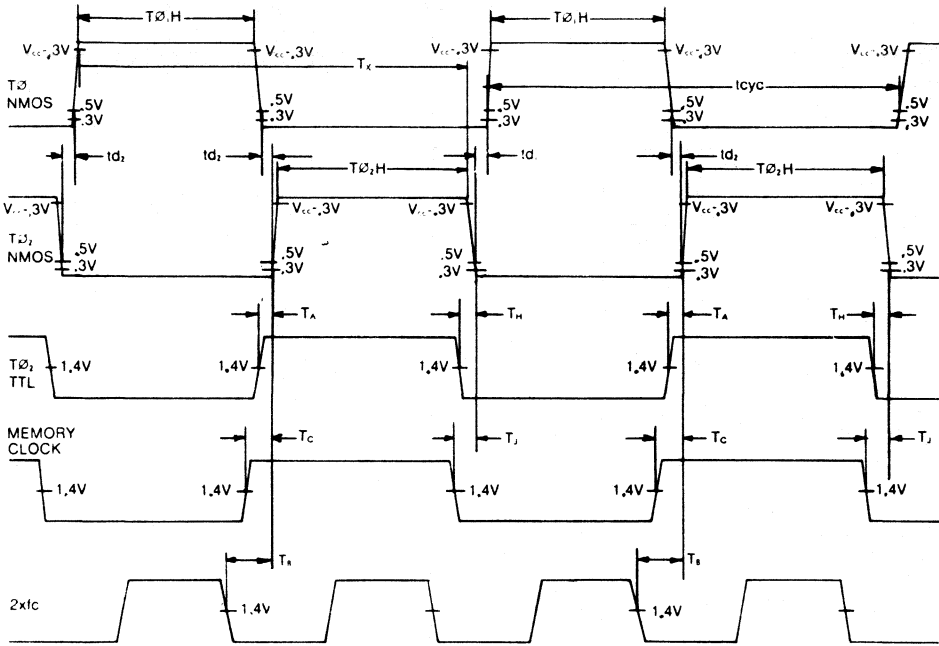 TØ₁H TØ₁H
Vcc-.3V Vcc-.3V Vcc-.3V Vcc-.3V Vcc-.3V
Tx
tcyc
TØ
NMOS
.5V .5V .5V .5V .5V
.3V .3V .3V .3V .3V
td₂ td₂ td td₂
TØ₂H TØ₂H
V cc-.3V Vcc-.3V Vcc-.3V Vcc-.3V Vcc-.3V
TØ₂
NMOS
.5V .5V .5V .5V .5V
.3V .3V .3V .3V .3V
TA TH TA TH
TØ₂
TTL
1.4V 1.4V 1.4V 1.4V 1.4V
MEMORY
CLOCK
TC TJ TC TJ
1.4V 1.4V 1.4V 1.4V 1.4V
TB
2xfc
1.4V 1.4V